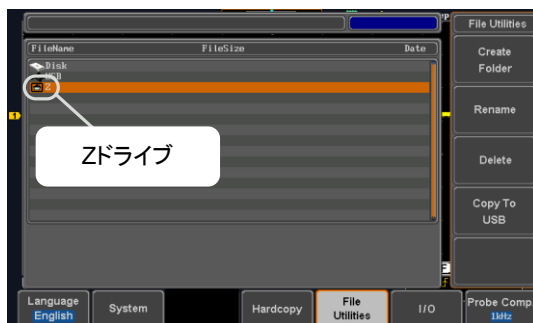 File Utilities
FileName FileSize Date
Disk
USB
Z
Zドライブ
1
Create
Folder
Rename
Delete
Copy To
USB
Language
English
System
Hardcopy
File
Utilities
I/O
Probe Comp.
1kHz